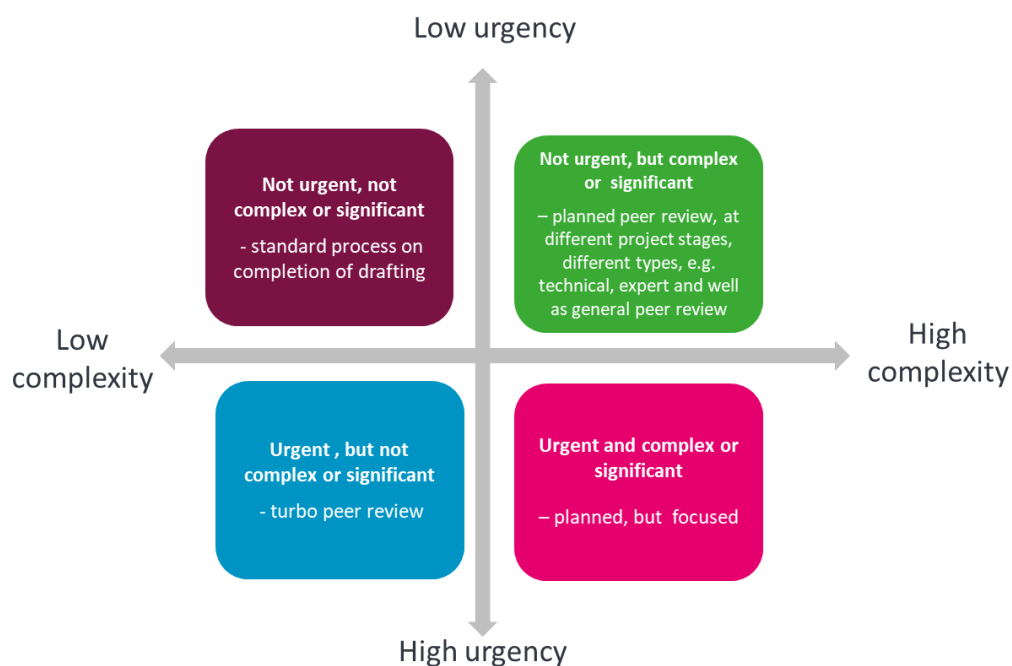 Low urgency
Not urgent, not
complex or significant
- standard process on
completion of drafting
Not urgent, but complex
or  significant
– planned peer review, at
different project stages,
different types, e.g.
technical, expert and well
as general peer review
Low
complexity
High
complexity
Urgent , but not
complex or significant
- turbo peer review
Urgent and complex or
significant
– planned, but  focused
High urgency